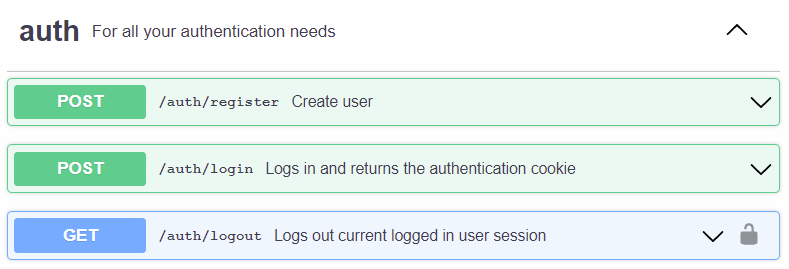 auth For all your authentication needs
POST /auth/register Create user
POST /auth/login Logs in and returns the authentication cookie
GET /auth/logout Logs out current logged in user session